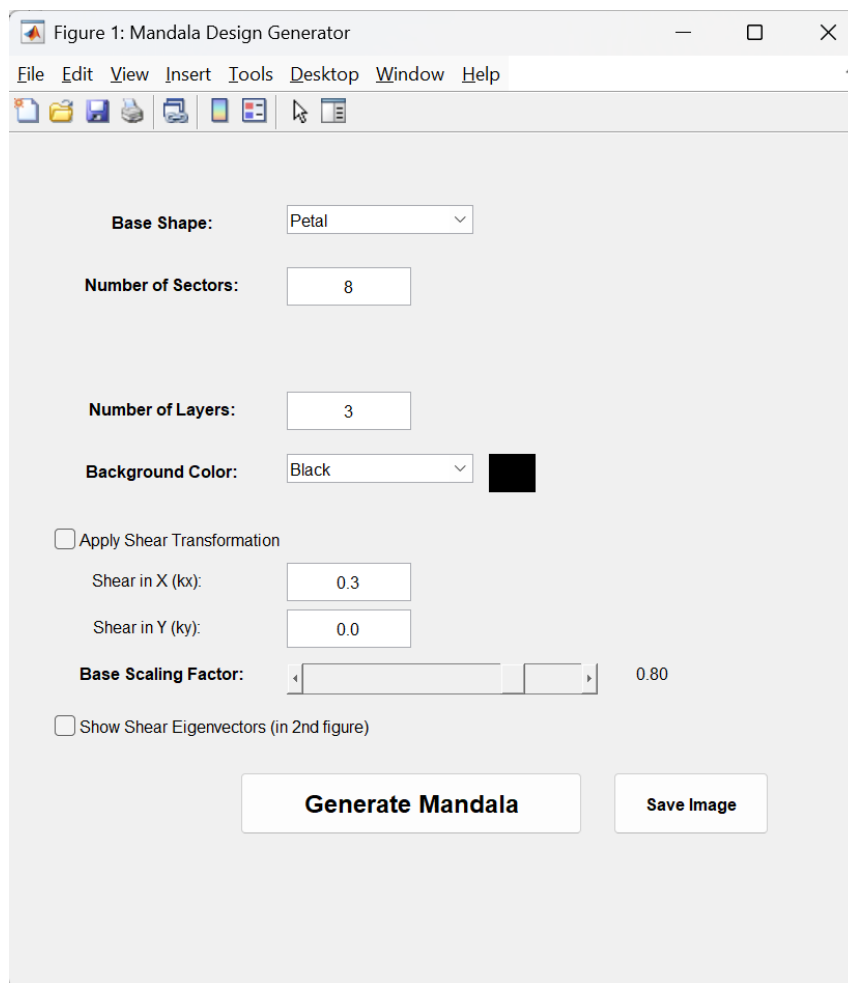 Figure 1: Mandala Design Generator
File Edit View Insert Tools Desktop Window Help
Base Shape: Petal
Number of Sectors: 8
Number of Layers: 3
Background Color: Black
Apply Shear Transformation
Shear in X (kx): 0.3
Shear in Y (ky): 0.0
Base Scaling Factor: 0.80
Show Shear Eigenvectors (in 2nd figure)
Generate Mandala Save Image